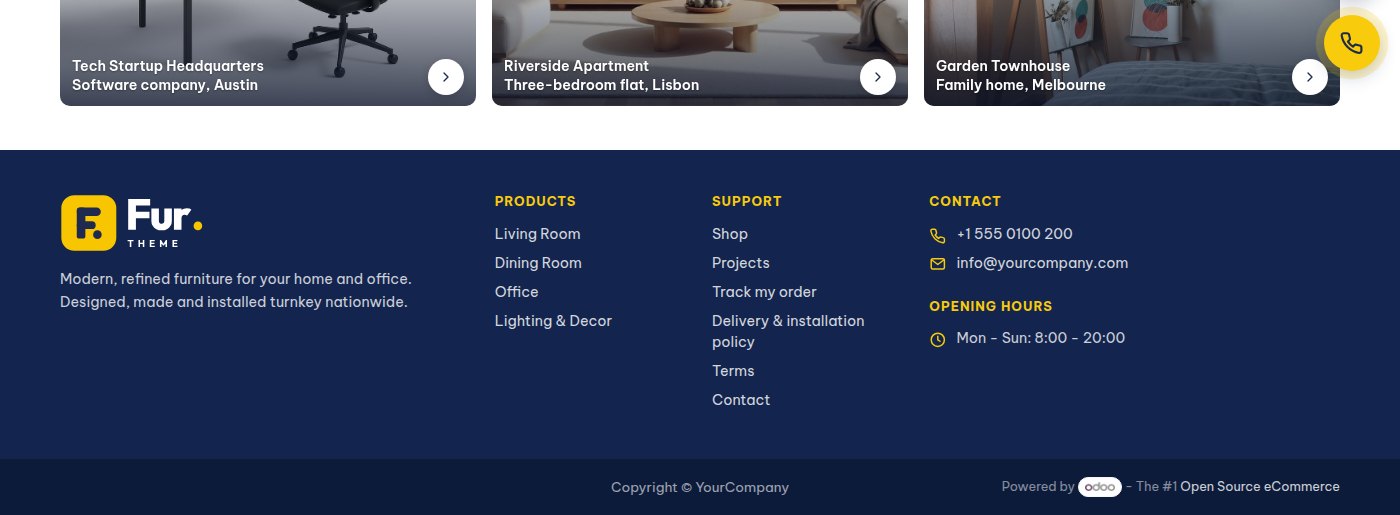 Tech Startup Headquarters
Software company, Austin
Riverside Apartment
Three-bedroom flat, Lisbon
Garden Townhouse
Family home, Melbourne
F.
Fur.
THEME
Modern, refined furniture for your home and office.
Designed, made and installed turnkey nationwide.
PRODUCTS
Living Room
Dining Room
Office
Lighting & Decor
SUPPORT
Shop
Projects
Track my order
Delivery & installation
policy
Terms
Contact
CONTACT
+1 555 0100 200
info@yourcompany.com
OPENING HOURS
Mon - Sun: 8:00 - 20:00
Copyright © YourCompany
Powered by odoo - The #1 Open Source eCommerce